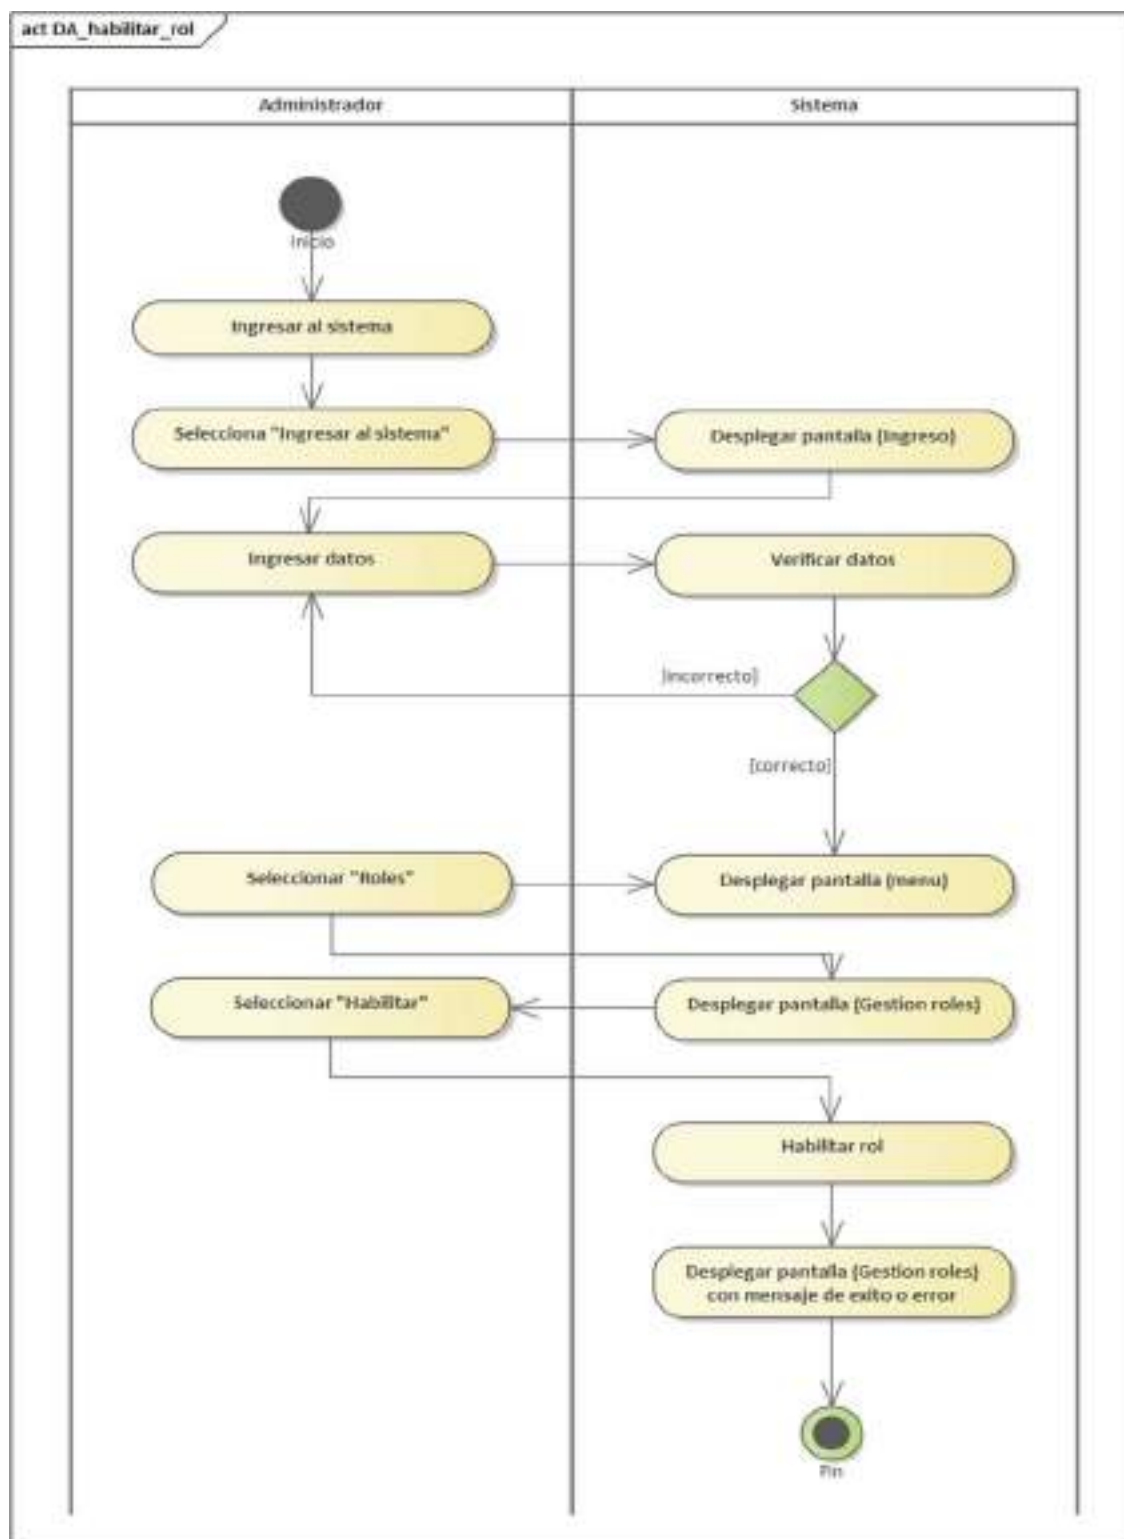 act DA_habilitar_rol
Administrador
Sistema
Inicio
Ingresar al sistema
Selecciona "Ingresar al sistema"
Desplegar pantalla (Ingreso)
Ingresar datos
Verificar datos
[incorrecto]
[correcto]
Seleccionar "Roles"
Desplegar pantalla (menu)
Seleccionar "Habilitar"
Desplegar pantalla (Gestion roles)
Habilitar rol
Desplegar pantalla (Gestion roles)
con mensaje de exito o error
Fin